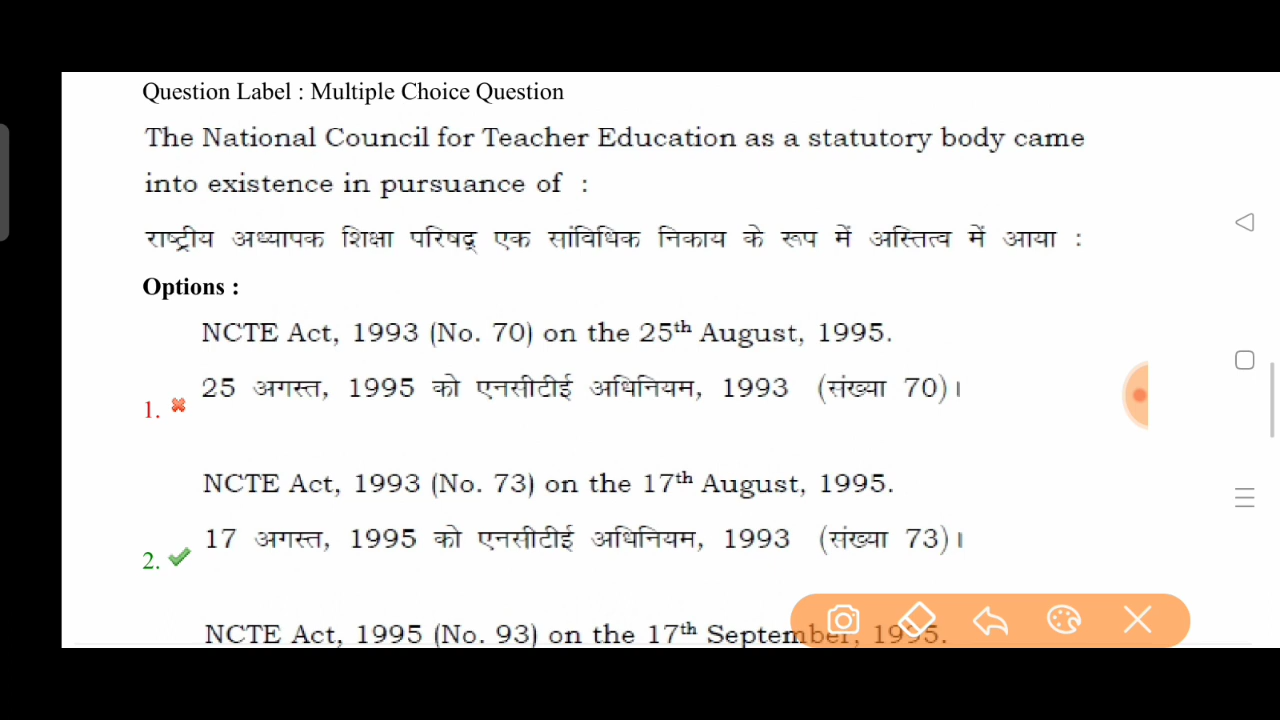 Question Label : Multiple Choice Question
The National Council for Teacher Education as a statutory body came
into existence in pursuance of :
राष्ट्रीय अध्यापक शिक्षा परिषद् एक सांविधिक निकाय के रूप में अस्तित्व में आया :
Options :
NCTE Act, 1993 (No. 70) on the 25th August, 1995.
25 अगस्त, 1995 को एनसीटीई अधिनियम, 1993 (संख्या 70)।
1.
NCTE Act, 1993 (No. 73) on the 17th August, 1995.
17 अगस्त, 1995 को एनसीटीई अधिनियम, 1993 (संख्या 73)।
2.
NCTE Act, 1995 (No. 93) on the 17th September, 1995.